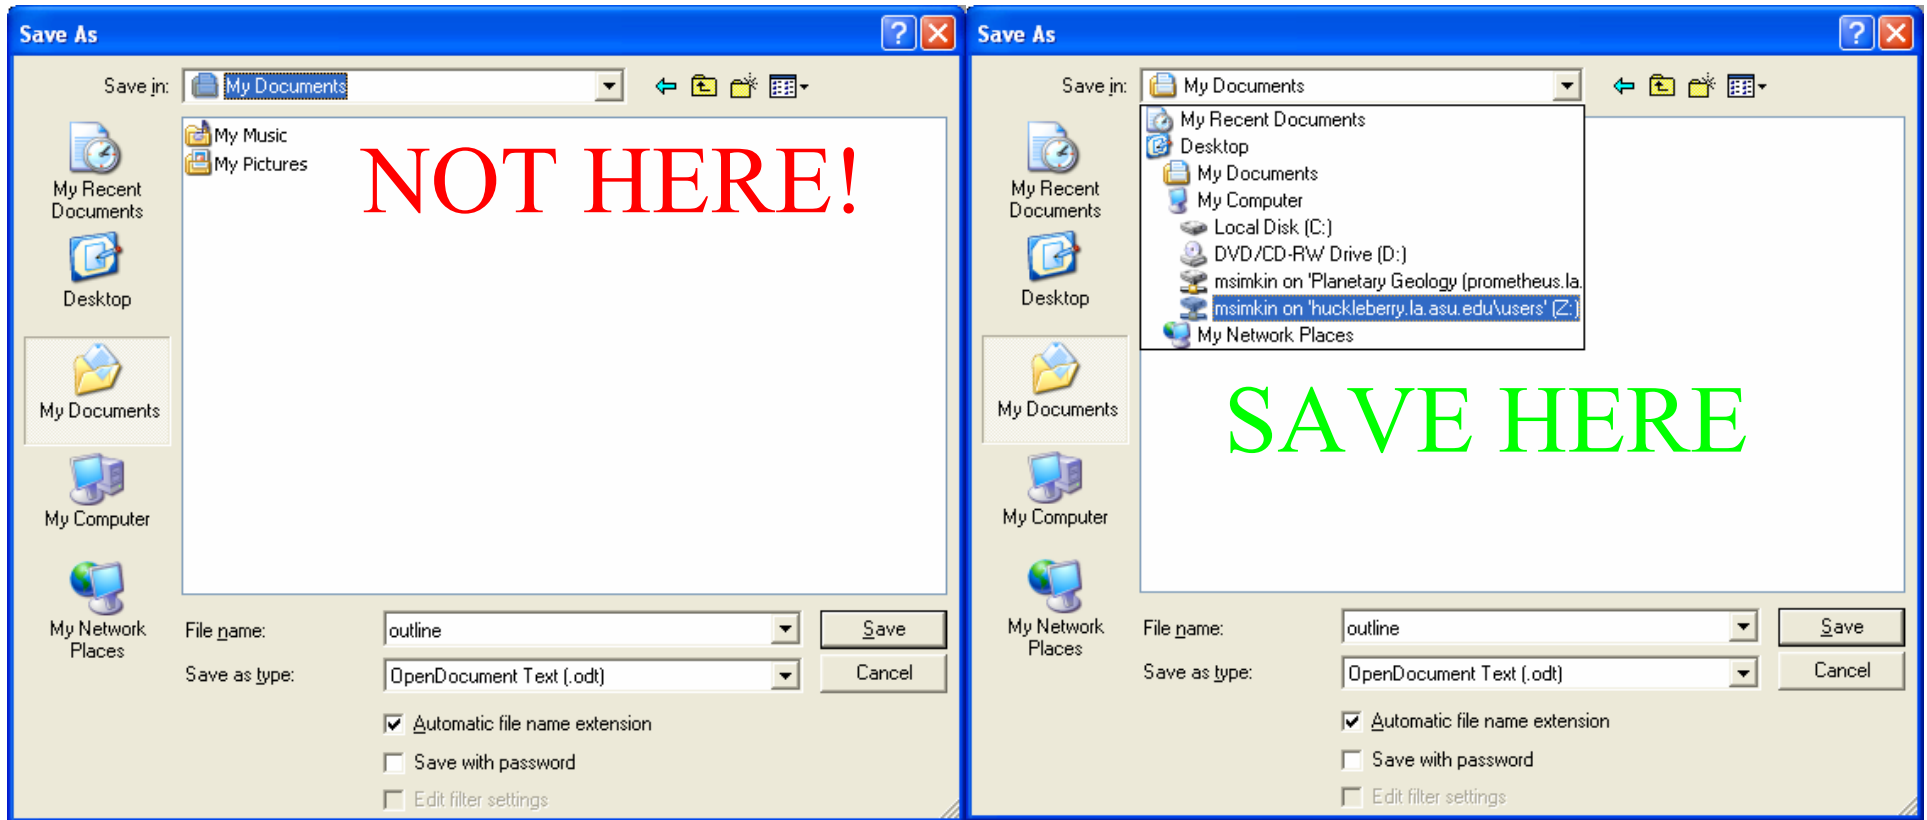 Save As
Save in:
My Documents
My Music
My Pictures
NOT HERE!
My Recent
Documents
Desktop
My Documents
My Computer
My Network
Places
File name:
outline
Save
Save as type:
OpenDocument Text (.odt)
Cancel
Automatic file name extension
Save with password
Edit filter settings
Save As
Save in:
My Documents
My Recent Documents
Desktop
My Documents
My Computer
Local Disk (C:)
DVD/CD-RW Drive (D:)
msimkin on 'Planetary Geology (prometheus.la.
msimkin on 'huckleberry.la.asu.edu\users' (Z:)
My Network Places
SAVE HERE
My Recent
Documents
Desktop
My Documents
My Computer
My Network
Places
File name:
outline
Save
Save as type:
OpenDocument Text (.odt)
Cancel
Automatic file name extension
Save with password
Edit filter settings